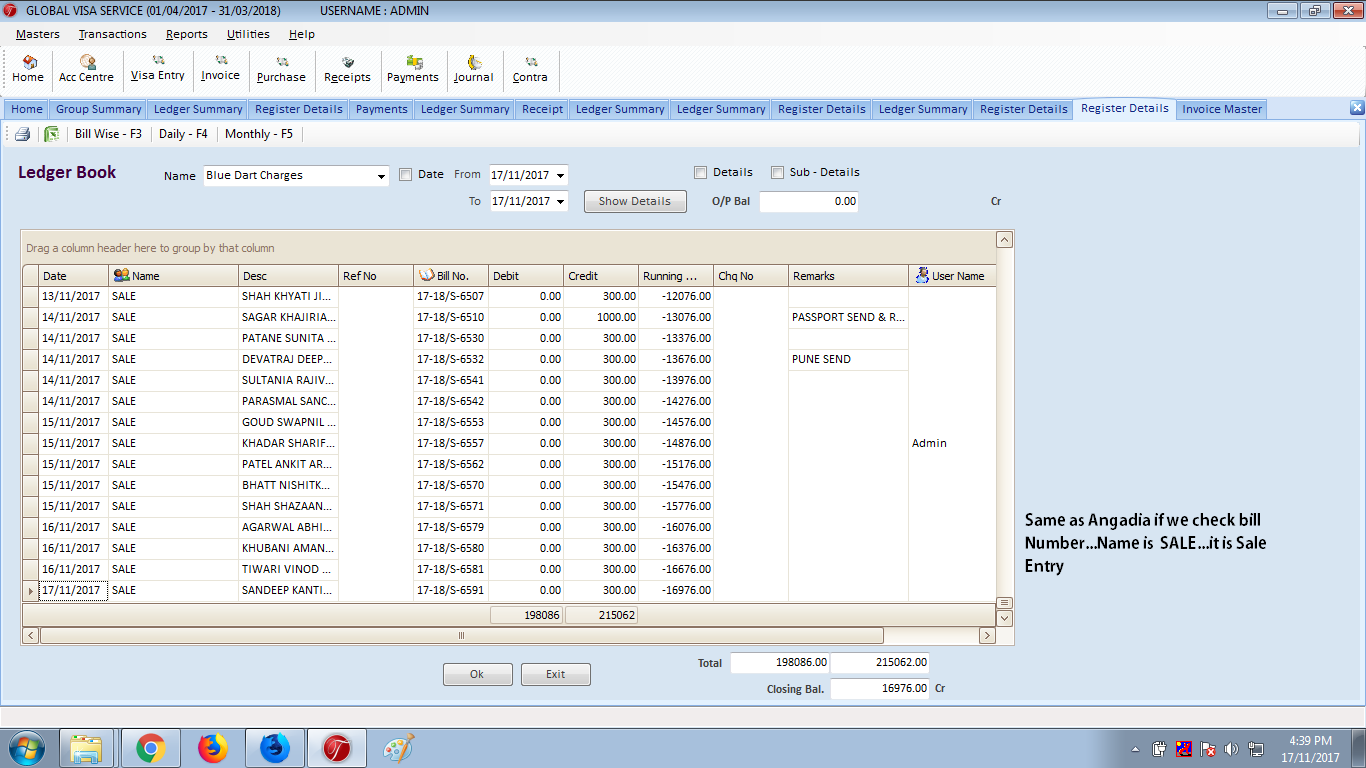 GLOBAL VISA SERVICE (01/04/2017 - 31/03/2018) USERNAME : ADMIN
Masters Transactions Reports Utilities Help
Home Acc Centre Visa Entry Invoice Purchase Receipts Payments Journal Contra
Home Group Summary Ledger Summary Register Details Payments Ledger Summary Receipt Ledger Summary Ledger Summary Register Details Ledger Summary Register Details Register Details Invoice Master
Bill Wise - F3 Daily - F4 Monthly - F5
Ledger Book Name Blue Dart Charges Date From 17/11/2017 Details Sub - Details
To 17/11/2017 Show Details O/P Bal 0.00 Cr
Drag a column header here to group by that column
Date Name Desc Ref No Bill No. Debit Credit Running ... Chq No Remarks User Name
13/11/2017 SALE SHAH KHYATI JI... 17-18/S-6507 0.00 300.00 -12076.00
14/11/2017 SALE SAGAR KHAJIRIA... 17-18/S-6510 0.00 1000.00 -13076.00 PASSPORT SEND & R...
14/11/2017 SALE PATANE SUNITA ... 17-18/S-6530 0.00 300.00 -13376.00
14/11/2017 SALE DEVATRAJ DEEP... 17-18/S-6532 0.00 300.00 -13676.00 PUNE SEND
14/11/2017 SALE SULTANIA RAJIV... 17-18/S-6541 0.00 300.00 -13976.00
14/11/2017 SALE PARASMAL SANC... 17-18/S-6542 0.00 300.00 -14276.00
15/11/2017 SALE GOUD SWAPNIL ... 17-18/S-6553 0.00 300.00 -14576.00
15/11/2017 SALE KHADAR SHARIF... 17-18/S-6557 0.00 300.00 -14876.00 Admin
15/11/2017 SALE PATEL ANKIT AR... 17-18/S-6562 0.00 300.00 -15176.00
15/11/2017 SALE BHATT NISHITK... 17-18/S-6570 0.00 300.00 -15476.00
15/11/2017 SALE SHAH SHAZAAN... 17-18/S-6571 0.00 300.00 -15776.00
16/11/2017 SALE AGARWAL ABHI... 17-18/S-6579 0.00 300.00 -16076.00
16/11/2017 SALE KHUBANI AMAN... 17-18/S-6580 0.00 300.00 -16376.00
16/11/2017 SALE TIWARI VINOD ... 17-18/S-6581 0.00 300.00 -16676.00
17/11/2017 SALE SANDEEP KANTI... 17-18/S-6591 0.00 300.00 -16976.00
198086 215062
Same as Angadia if we check bill
Number...Name is SALE...it is Sale
Entry
Ok Exit Total 198086.00 215062.00
Closing Bal. 16976.00 Cr
4:39 PM
17/11/2017